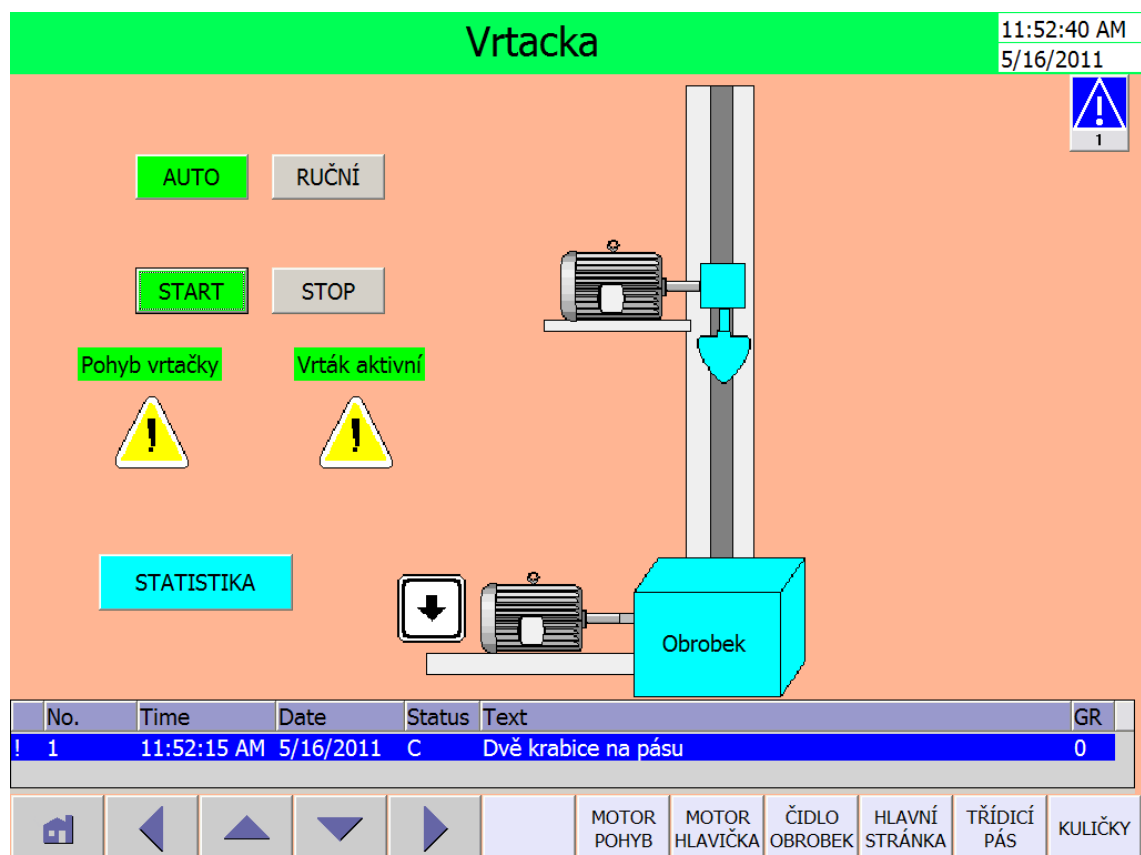 Vrtacka
11:52:40 AM
5/16/2011
1
AUTO
RUČNÍ
START
STOP
Pohyb vrtačky
Vrták aktivní
STATISTIKA
Obrobek
No. Time Date Status Text GR
! 1 11:52:15 AM 5/16/2011 C Dvě krabice na pásu 0
MOTOR
POHYB
MOTOR
HLAVIČKA
ČIDLO
OBROBEK
HLAVNÍ
STRÁNKA
TŘÍDICÍ
PÁS
KULIČKY